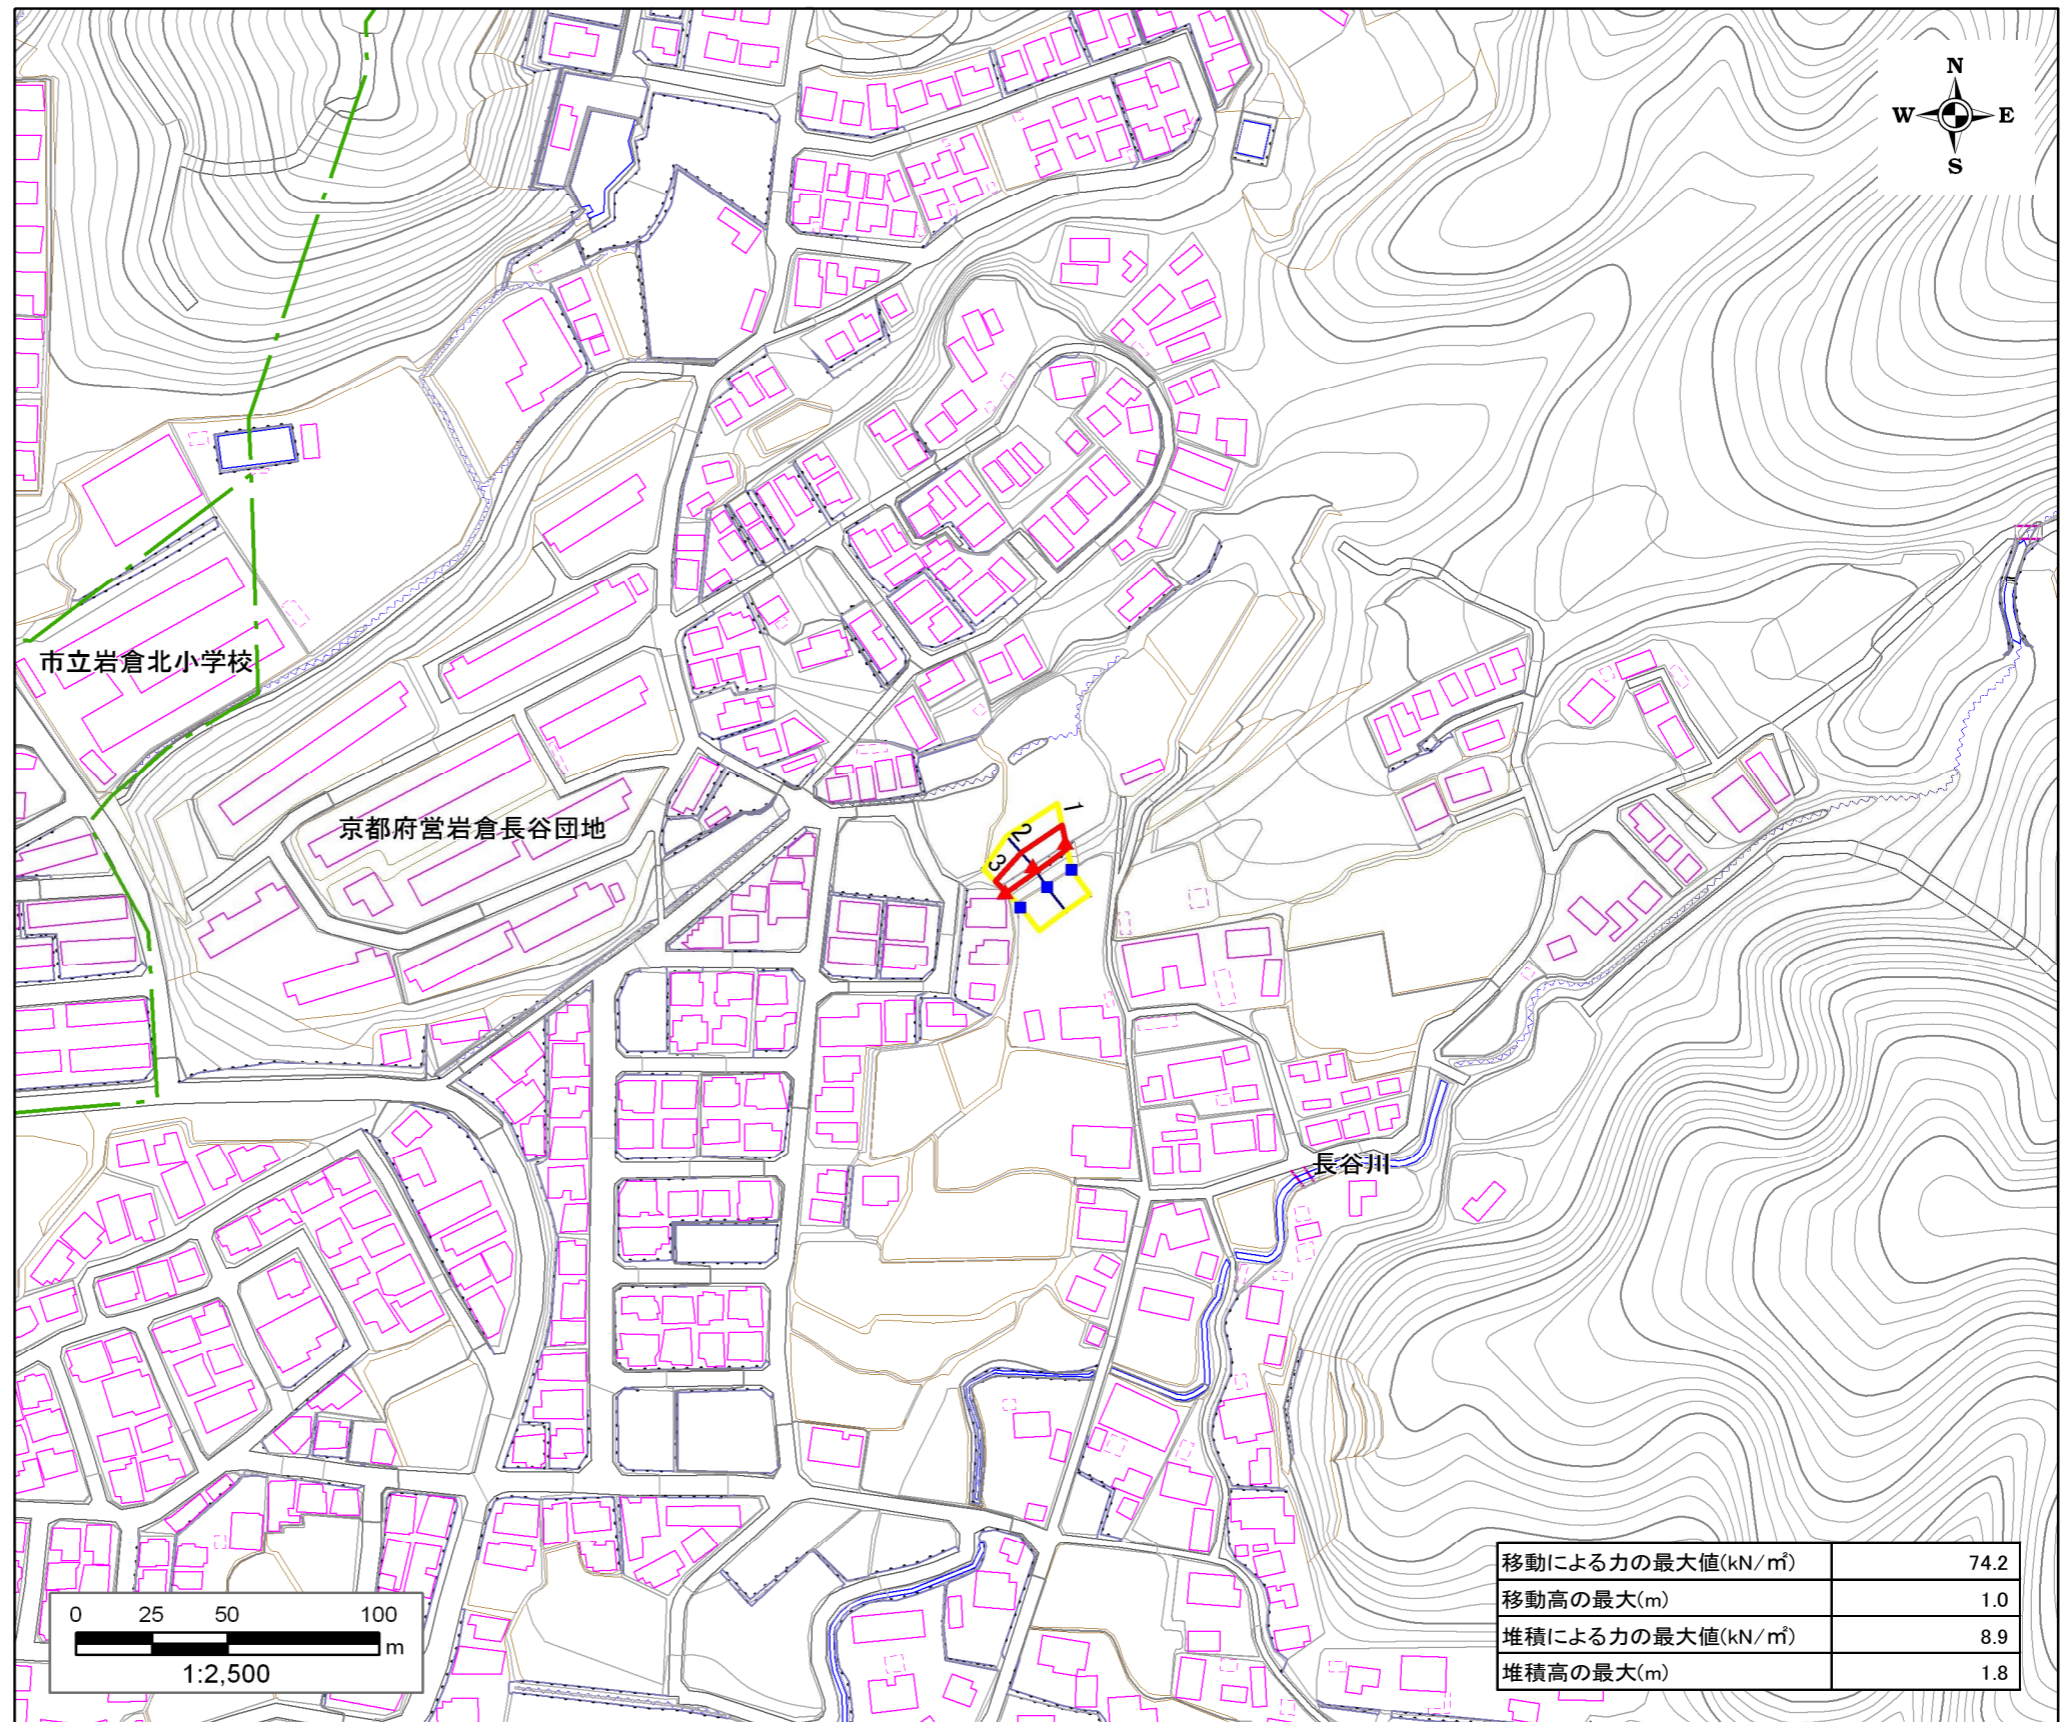 N
W E
S
市立岩倉北小学校
京都府営岩倉長谷団地
1
2
3
長谷川
移動による力の最大値(kN/㎡) 74.2
移動高の最大(m) 1.0
堆積による力の最大値(kN/㎡) 8.9
堆積高の最大(m) 1.8
0 25 50 100
m
1:2,500